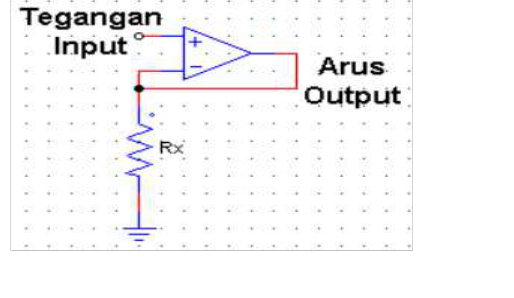 Tegangan
Input
+
−
Arus
Output
Rx